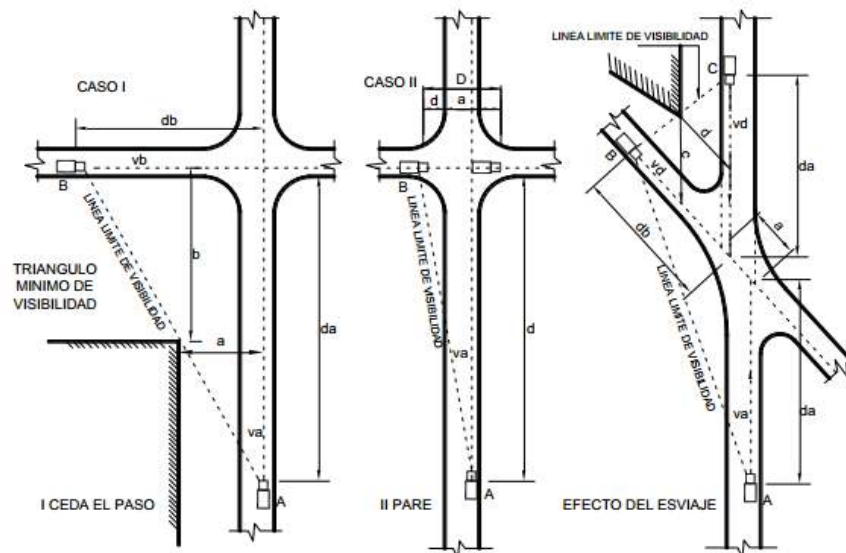 CASO I
db
vb
B
LINEA LIMITE DE VISIBILIDAD
b
TRIANGULO
MINIMO DE
VISIBILIDAD
a
da
va
A
I CEDA EL PASO
CASO II
D
d
a
B
LINEA LIMITE DE VISIBILIDAD
d
va
A
II PARE
LINEA LIMITE DE VISIBILIDAD
C
d
vd
da
c
B
vd
a
db
LINEA LIMITE DE VISIBILIDAD
da
va
A
EFECTO DEL ESVIAJE